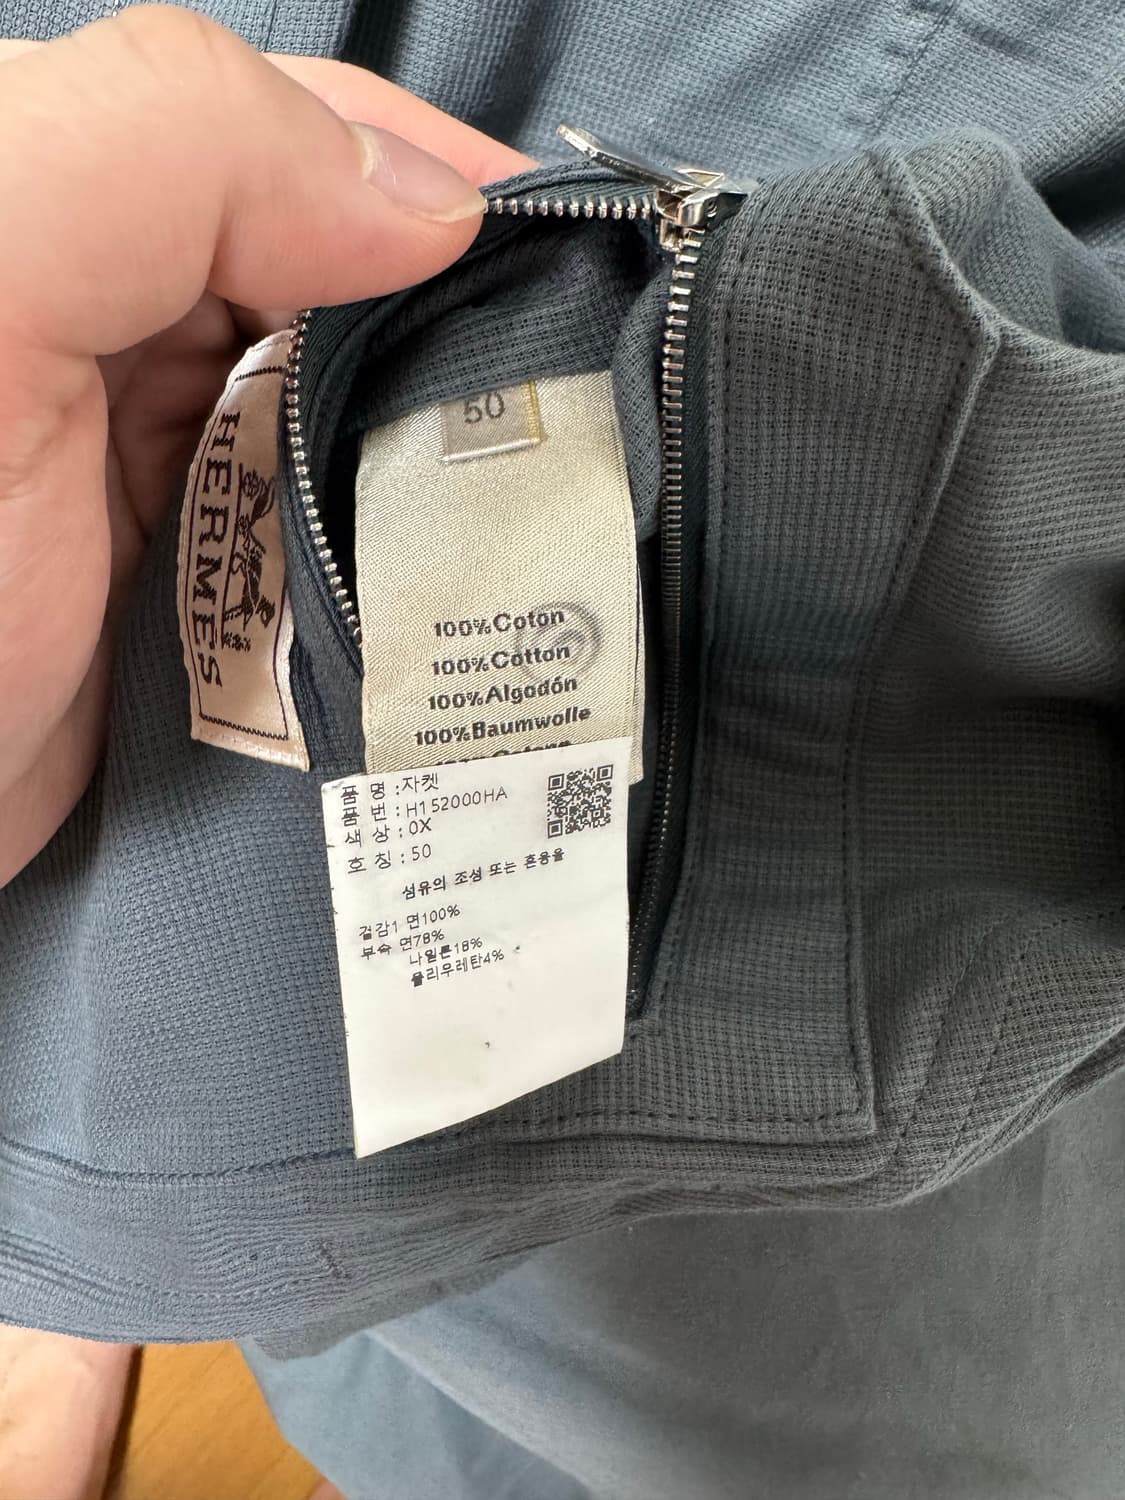 HERMES
50
100%Coton
100%Cotton
100%Algodón
100%Baumwolle
품 명 :자켓
품 번 : H152000HA
색 상 : 0X
호 칭 : 50
섬유의 조성 또는 혼용율
겉감1 면100%
부속 면78%
나일론18%
폴리우레탄4%